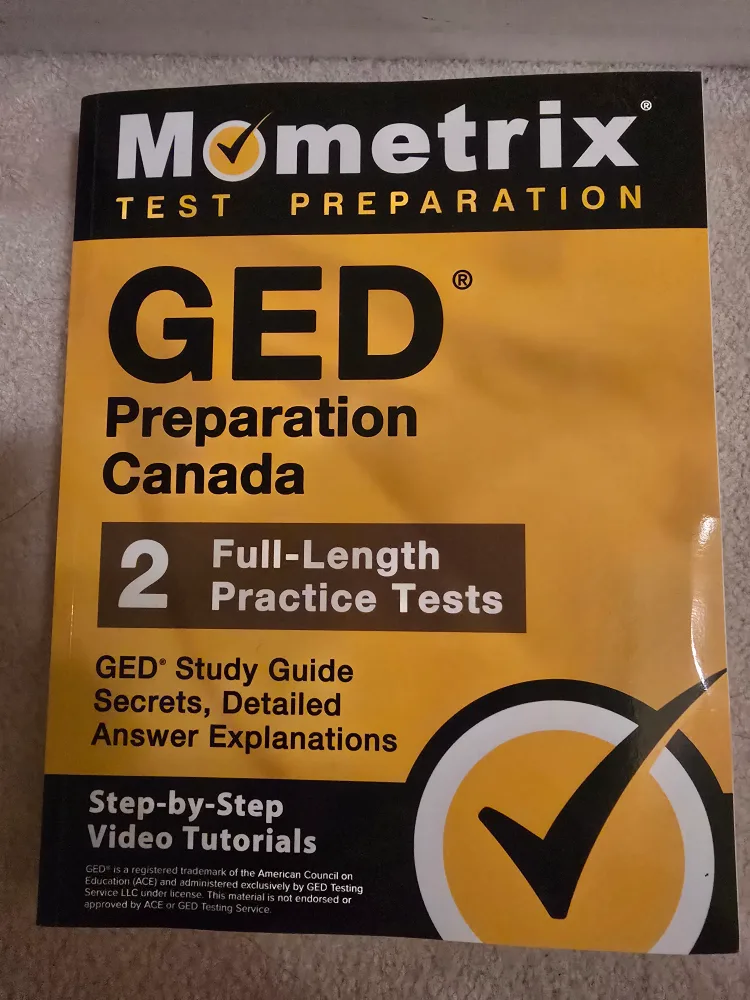 Mometrix®
TEST PREPARATION
GED®
Preparation
Canada
2 Full-Length
Practice Tests
GED® Study Guide
Secrets, Detailed
Answer Explanations
Step-by-Step
Video Tutorials
GED® is a registered trademark of the American Council on
Education (ACE) and administered exclusively by GED Testing
Service LLC under license. This material is not endorsed or
approved by ACE or GED Testing Service.